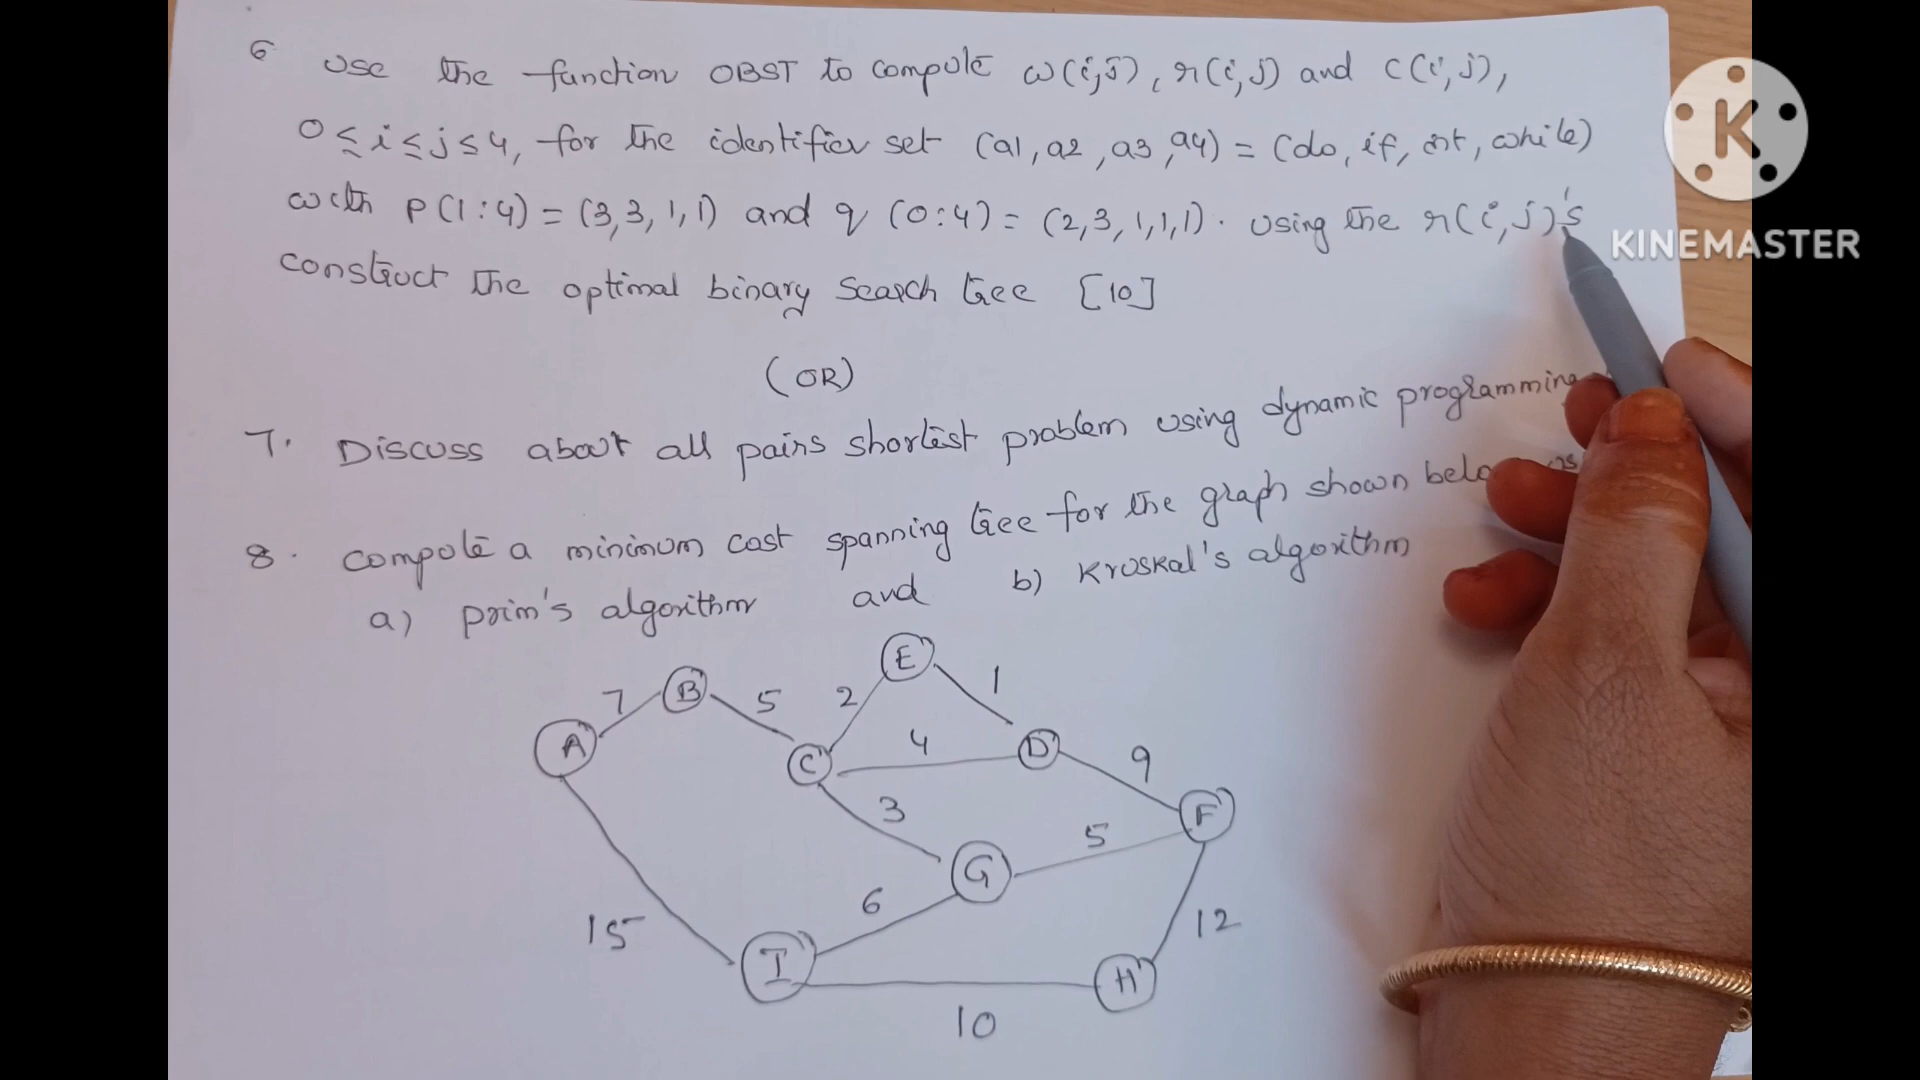 6 Use the function OBST to compute w(i,j), r(i,j) and c(i,j),
0≤i≤j≤4, for the identifier set (a1,a2,a3,a4) = (do, if, int, while)
with p(1:4) = (3,3,1,1) and q (0:4) = (2,3,1,1,1). Using the r(i,j)'s
construct the optimal binary search tree [10]
(OR)
7. Discuss about all pairs shortest problem using dynamic programming
8. compute a minimum cost spanning tree for the graph shown
a) prim's algorithm and b) Kruskal's algorithm
E
7 B 5 2 1
A 4 D 9
C
3 5 F
G
6
15 12
I H
10
K
KINEMASTER